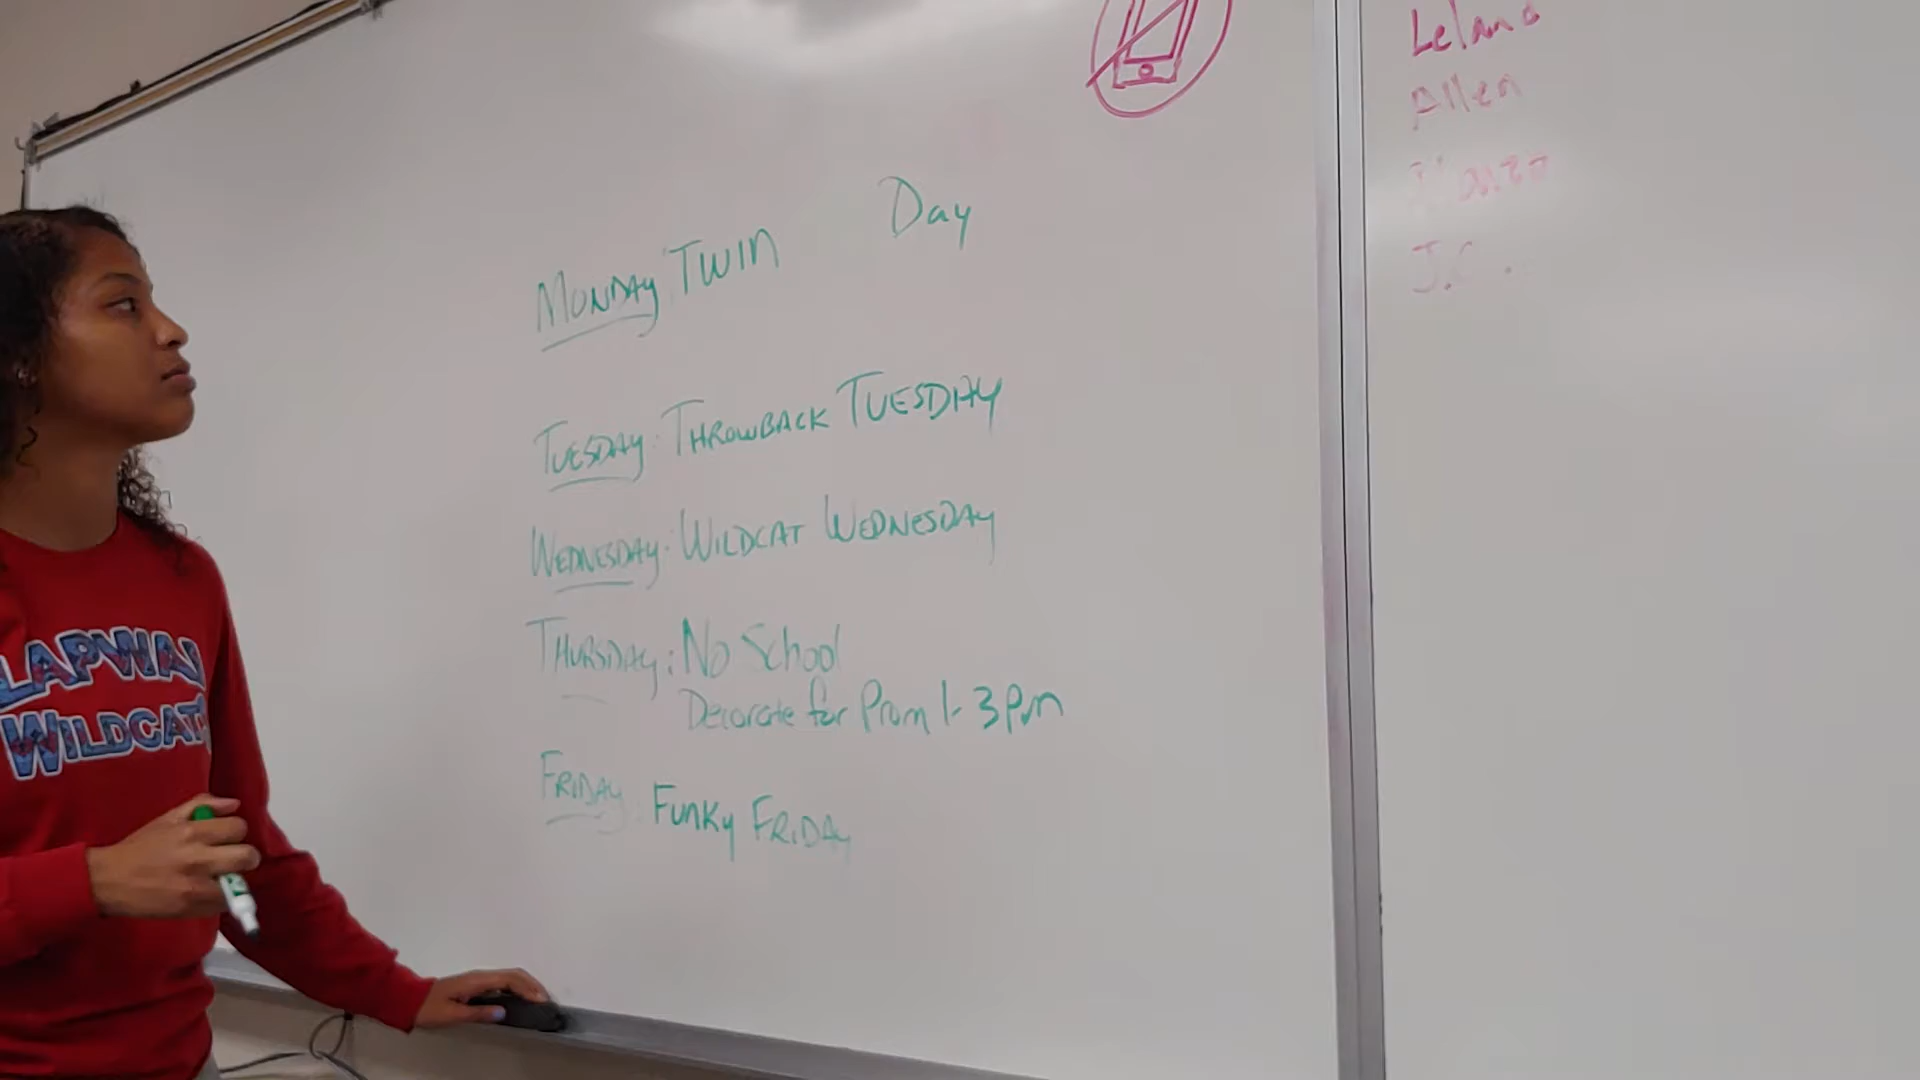 Monday Twin Day
Tuesday: Throwback Tuesday
Wednesday: Wildcat Wednesday
Thursday: No School
Decorate for Prom 1-3pm
Friday Funky Friday
Leland
Allen
J.C.
LAPWAI
WILDCATS